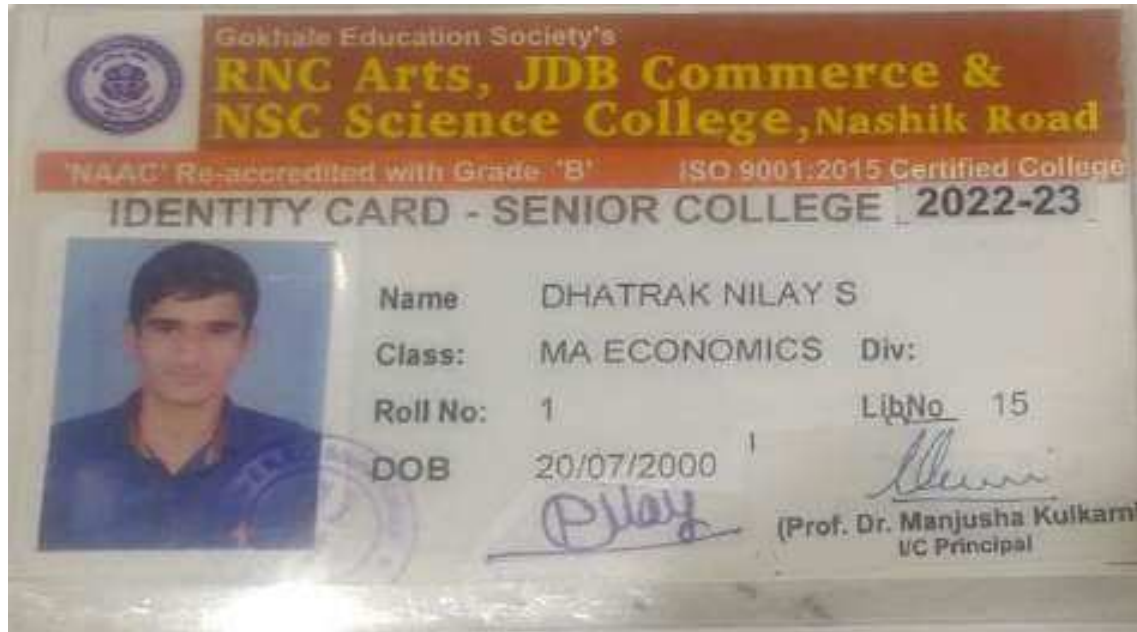 Gokhale Education Society's
RNC Arts, JDB Commerce &
NSC Science College, Nashik Road
'NAAC' Re-accredited with Grade 'B' ISO 9001:2015 Certified College
IDENTITY CARD - SENIOR COLLEGE 2022-23
Name DHATRAK NILAY S
Class: MA ECONOMICS Div:
Roll No: 1 LibNo 15
DOB 20/07/2000
(Prof. Dr. Manjusha Kulkarni
I/C Principal